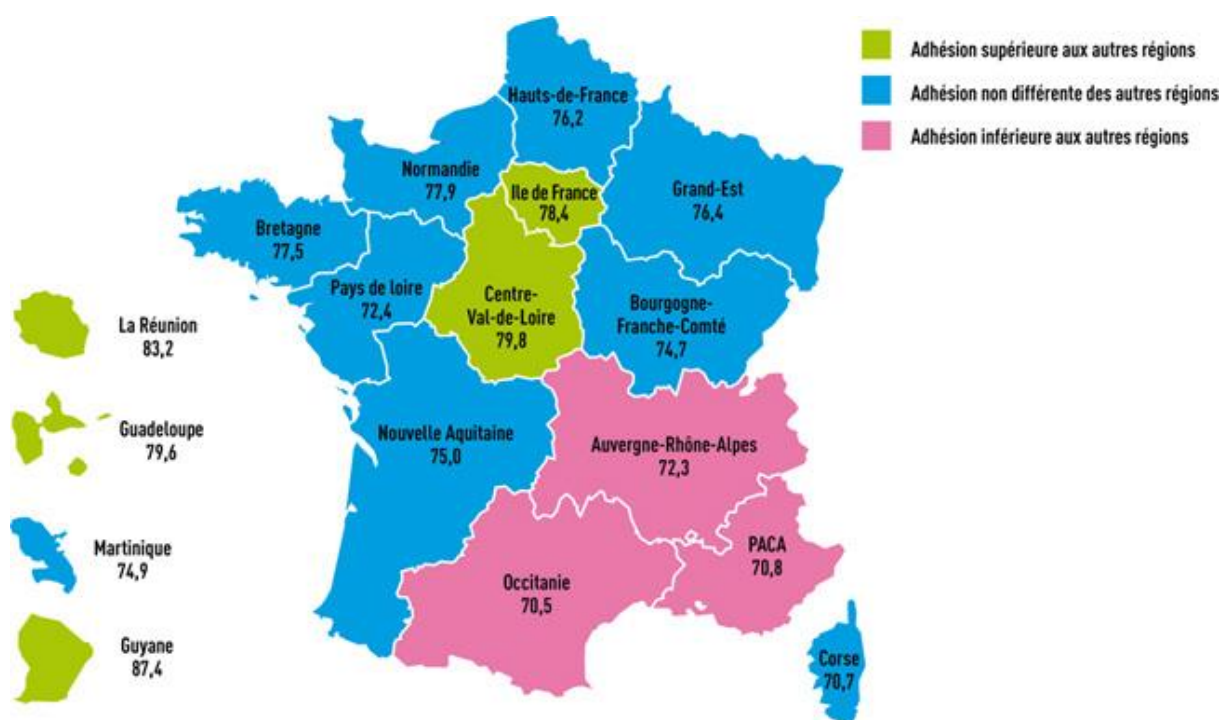 Adhésion supérieure aux autres régions
Adhésion non différente des autres régions
Adhésion inférieure aux autres régions
Hauts-de-France
76,2
Normandie
77,9
Ile de France
78,4
Grand-Est
76,4
Bretagne
77,5
Pays de loire
72,4
Centre-
Val-de-Loire
79,8
Bourgogne-
Franche-Comté
74,7
La Réunion
83,2
Guadeloupe
79,6
Nouvelle Aquitaine
75,0
Auvergne-Rhône-Alpes
72,3
Martinique
74,9
Occitanie
70,5
PACA
70,8
Guyane
87,4
Corse
70,7